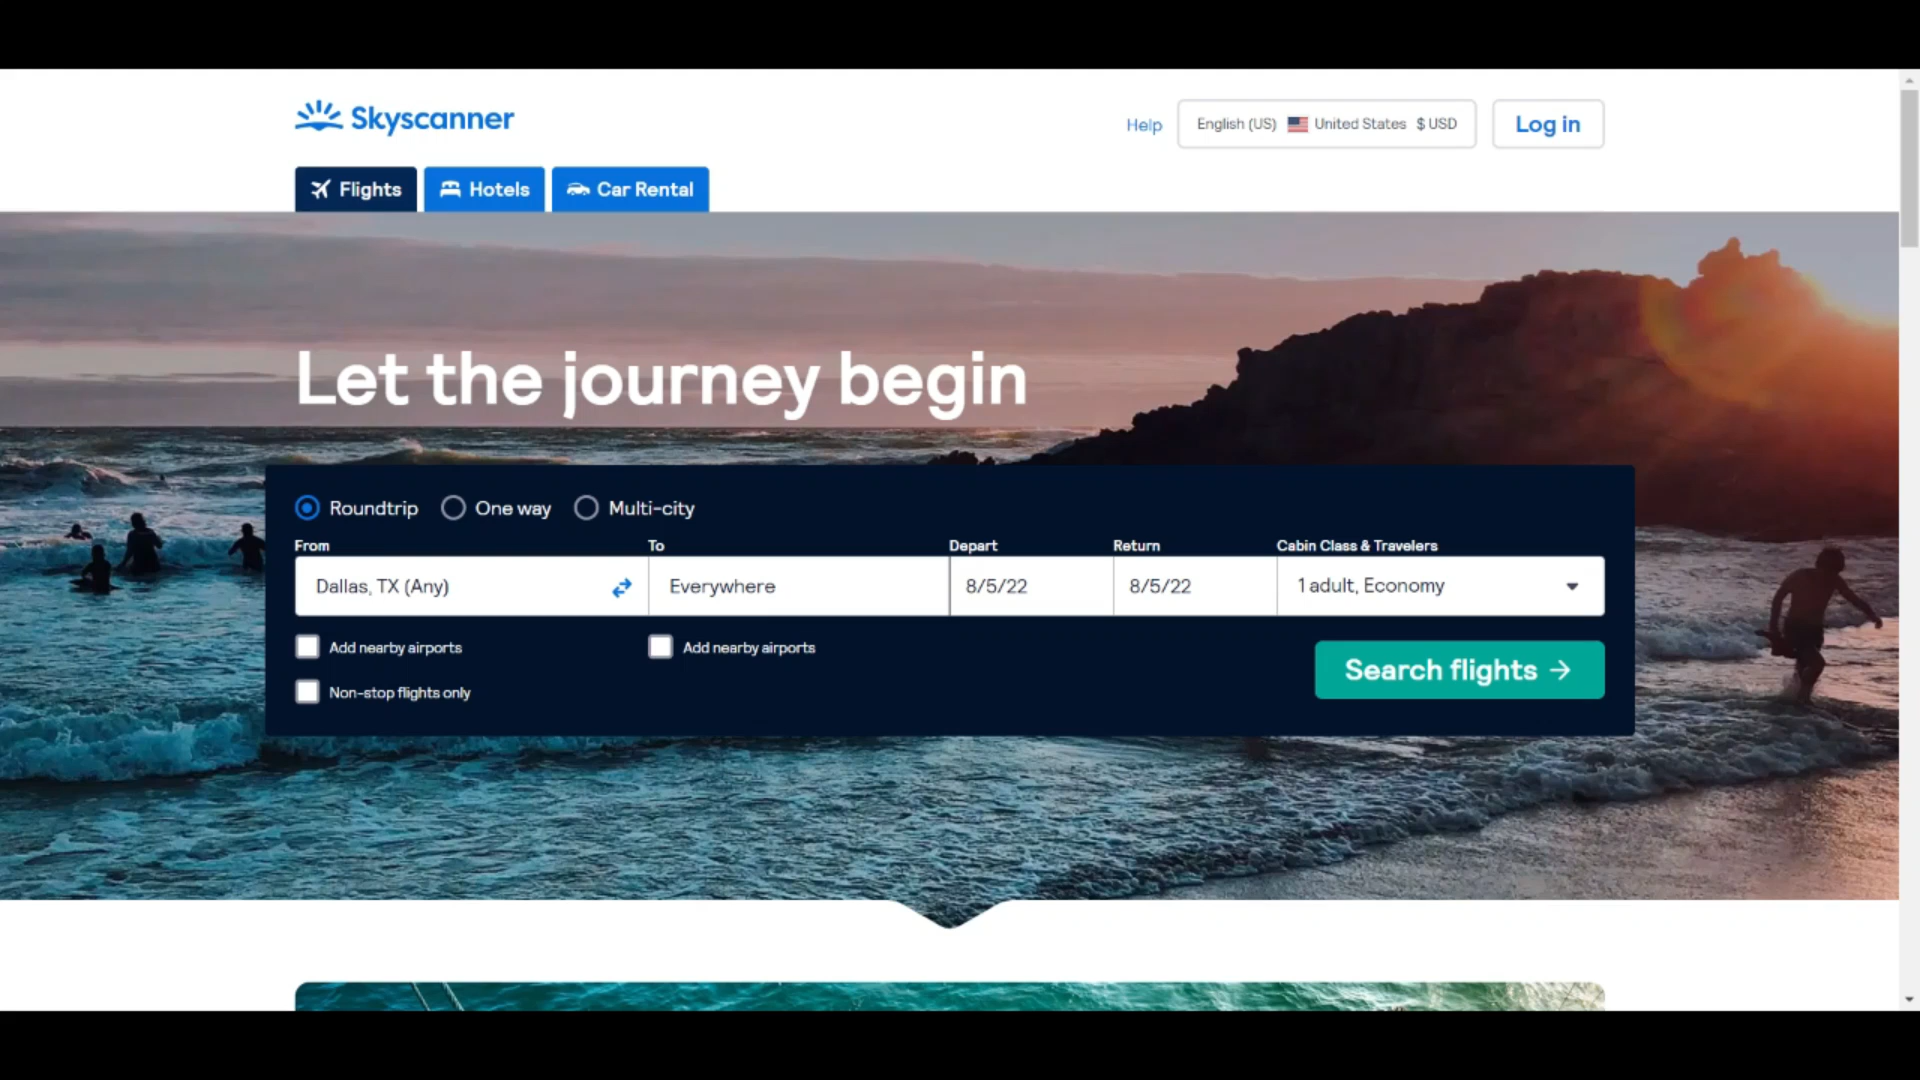 Skyscanner
Help
English (US) United States $ USD
Log in
Flights
Hotels
Car Rental
Let the journey begin
Roundtrip
One way
Multi-city
From
To
Depart
Return
Cabin Class & Travelers
Dallas, TX (Any)
Everywhere
8/5/22
8/5/22
1 adult, Economy
Add nearby airports
Add nearby airports
Search flights →
Non-stop flights only